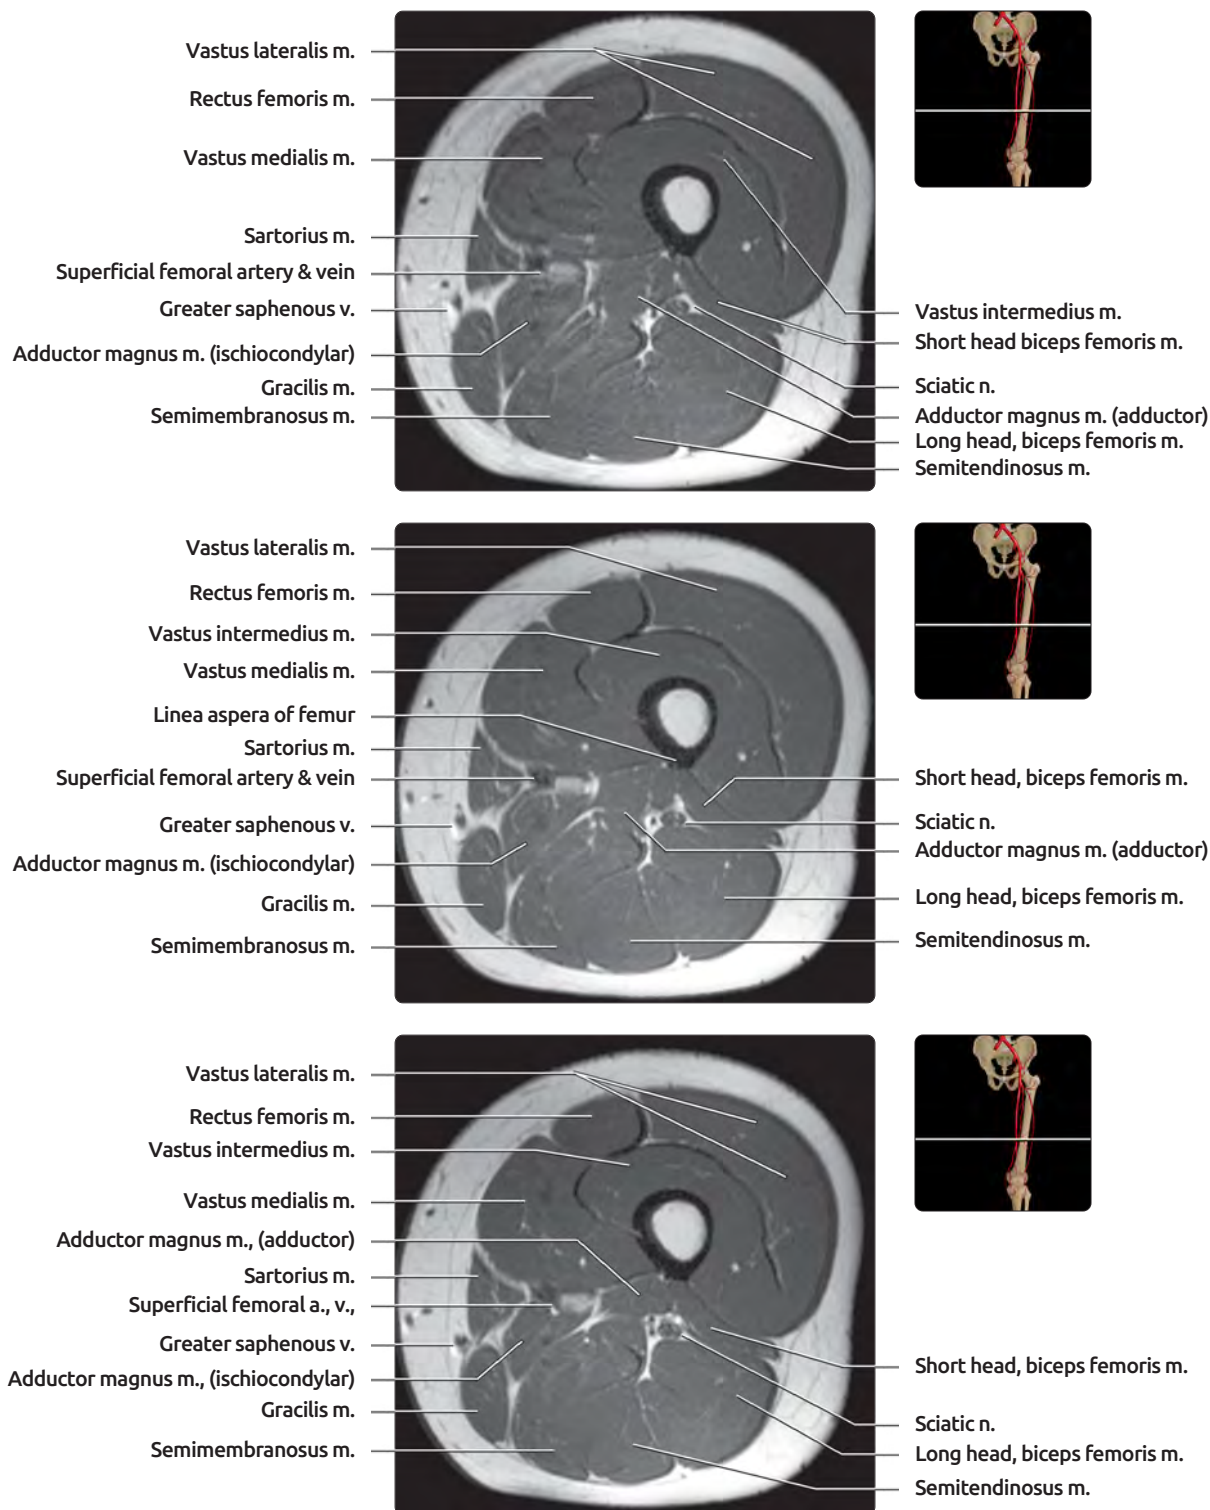 Vastus lateralis m.
Rectus femoris m.
Vastus medialis m.
Sartorius m.
Superficial femoral artery & vein
Greater saphenous v.
Adductor magnus m. (ischiocondylar)
Gracilis m.
Semimembranosus m.
Vastus intermedius m.
Short head biceps femoris m.
Sciatic n.
Adductor magnus m. (adductor)
Long head, biceps femoris m.
Semitendinosus m.
Vastus lateralis m.
Rectus femoris m.
Vastus intermedius m.
Vastus medialis m.
Linea aspera of femur
Sartorius m.
Superficial femoral artery & vein
Greater saphenous v.
Adductor magnus m. (ischiocondylar)
Gracilis m.
Semimembranosus m.
Short head, biceps femoris m.
Sciatic n.
Adductor magnus m. (adductor)
Long head, biceps femoris m.
Semitendinosus m.
Vastus lateralis m.
Rectus femoris m.
Vastus intermedius m.
Vastus medialis m.
Adductor magnus m., (adductor)
Sartorius m.
Superficial femoral a., v.,
Greater saphenous v.
Adductor magnus m., (ischiocondylar)
Gracilis m.
Semimembranosus m.
Short head, biceps femoris m.
Sciatic n.
Long head, biceps femoris m.
Semitendinosus m.